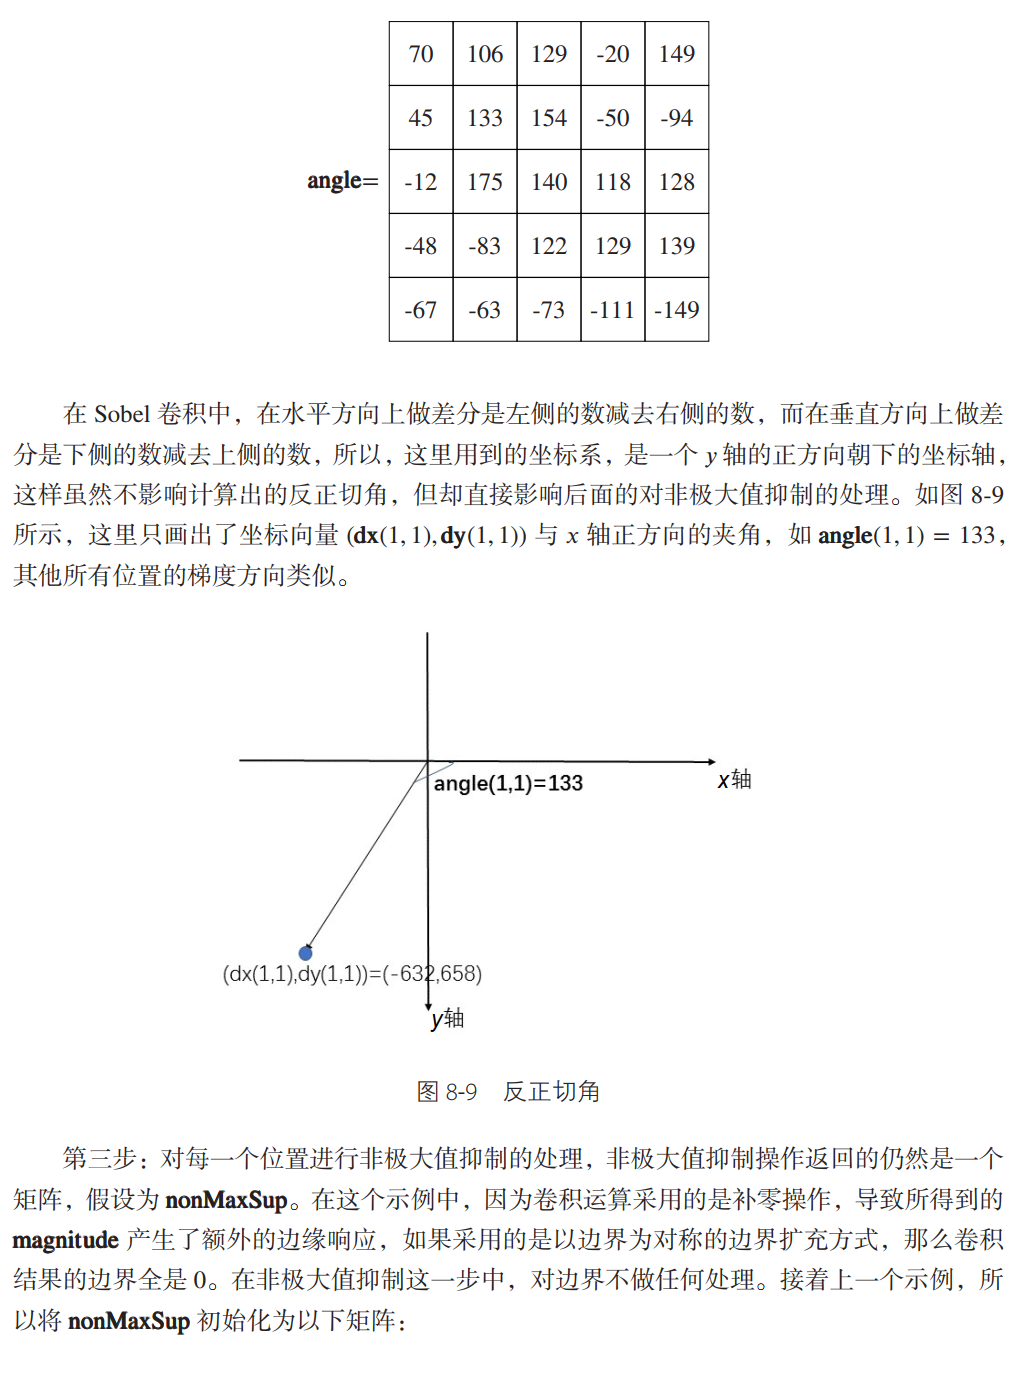 70 106 129 -20 149
45 133 154 -50 -94
angle= -12 175 140 118 128
-48 -83 122 129 139
-67 -63 -73 -111 -149
在 Sobel 卷积中，在水平方向上做差分是左侧的数减去右侧的数，而在垂直方向上做差
分是下侧的数减去上侧的数，所以，这里用到的坐标系，是一个 y 轴的正方向朝下的坐标轴，
这样虽然不影响计算出的反正切角，但却直接影响后面的对非极大值抑制的处理。如图 8-9
所示，这里只画出了坐标向量 (dx(1, 1), dy(1, 1)) 与 x 轴正方向的夹角，如 angle(1, 1) = 133，
其他所有位置的梯度方向类似。
angle(1,1)=133
x轴
(dx(1,1),dy(1,1))=(-632,658)
y轴
图 8-9 反正切角
第三步：对每一个位置进行非极大值抑制的处理，非极大值抑制操作返回的仍然是一个
矩阵，假设为 nonMaxSup。在这个示例中，因为卷积运算采用的是补零操作，导致所得到的
magnitude 产生了额外的边缘响应，如果采用的是以边界为对称的边界扩充方式，那么卷积
结果的边界全是 0。在非极大值抑制这一步中，对边界不做任何处理。接着上一个示例，所
以将 nonMaxSup 初始化为以下矩阵：